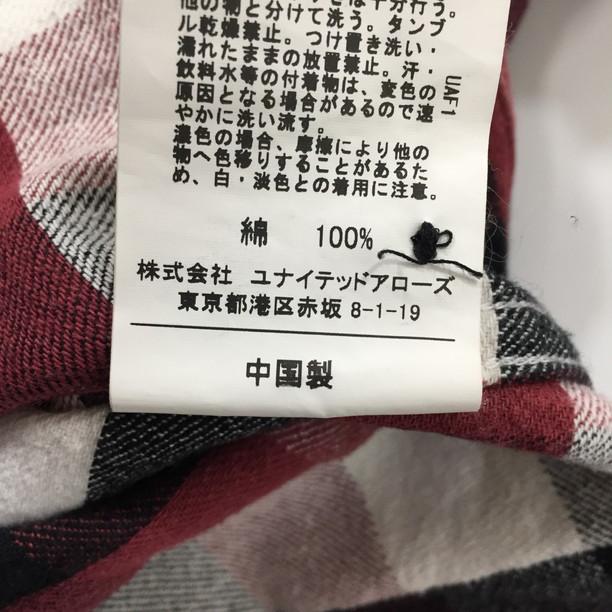 は十分行う。
他の物と分けて洗う。タンブ
ル乾燥禁止。つけ置き洗い・
濡れたままの放置禁止。汗・
飲料水等の付着物は、変色の
原因となる場合があるので速
やかに洗い流す。
濃色の場合、摩擦により他の
物へ色移りすることがあるた
め、白・淡色との着用に注意。
UAF1
綿 100%
株式会社 ユナイテッドアローズ
東京都港区赤坂 8-1-19
中国製